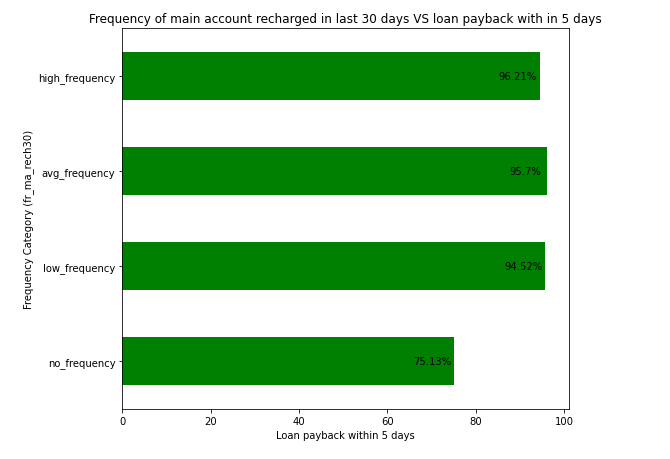 Frequency of main account recharged in last 30 days VS loan payback with in 5 days
Frequency Category (fr_ma_rech30)
high_frequency
96.21%
avg_frequency
95.7%
low_frequency
94.52%
no_frequency
75.13%
0 20 40 60 80 100
Loan payback within 5 days